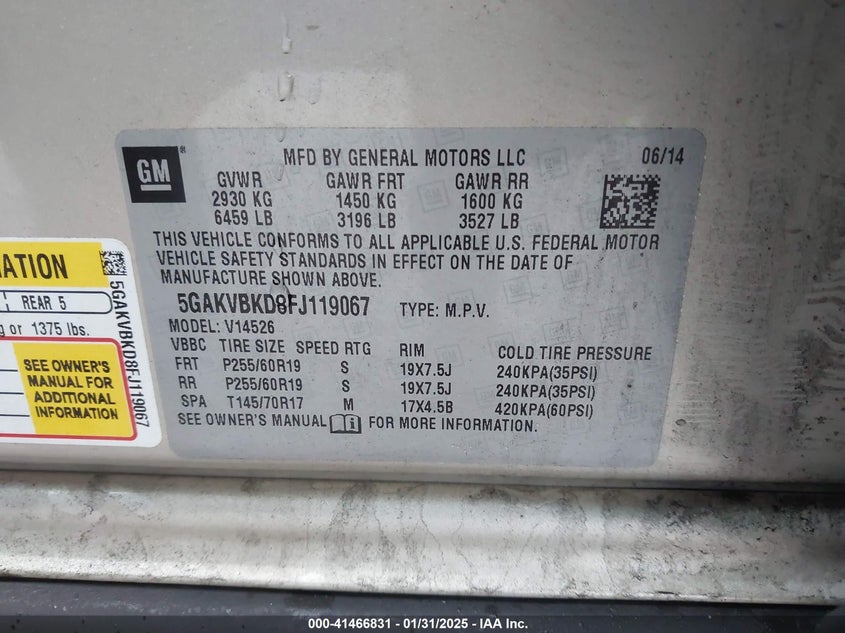 GM
MFD BY GENERAL MOTORS LLC 06/14
GVWR GAWR FRT GAWR RR
2930 KG 1450 KG 1600 KG
6459 LB 3196 LB 3527 LB
THIS VEHICLE CONFORMS TO ALL APPLICABLE U.S. FEDERAL MOTOR
VEHICLE SAFETY STANDARDS IN EFFECT ON THE DATE OF
MANUFACTURE SHOWN ABOVE.
5GAKVBKD8FJ119067 TYPE: M.P.V.
MODEL: V14526
VBBC TIRE SIZE SPEED RTG RIM COLD TIRE PRESSURE
FRT P255/60R19 S 19X7.5J 240KPA(35PSI)
RR P255/60R19 S 19X7.5J 240KPA(35PSI)
SPA T145/70R17 M 17X4.5B 420KPA(60PSI)
SEE OWNER'S MANUAL FOR MORE INFORMATION.
REAR 5
or 1375 lbs.
SEE OWNER'S
MANUAL FOR
ADDITIONAL
INFORMATION
5GAKVBKD8FJ119067
000-41466831 - 01/31/2025 - IAA Inc.